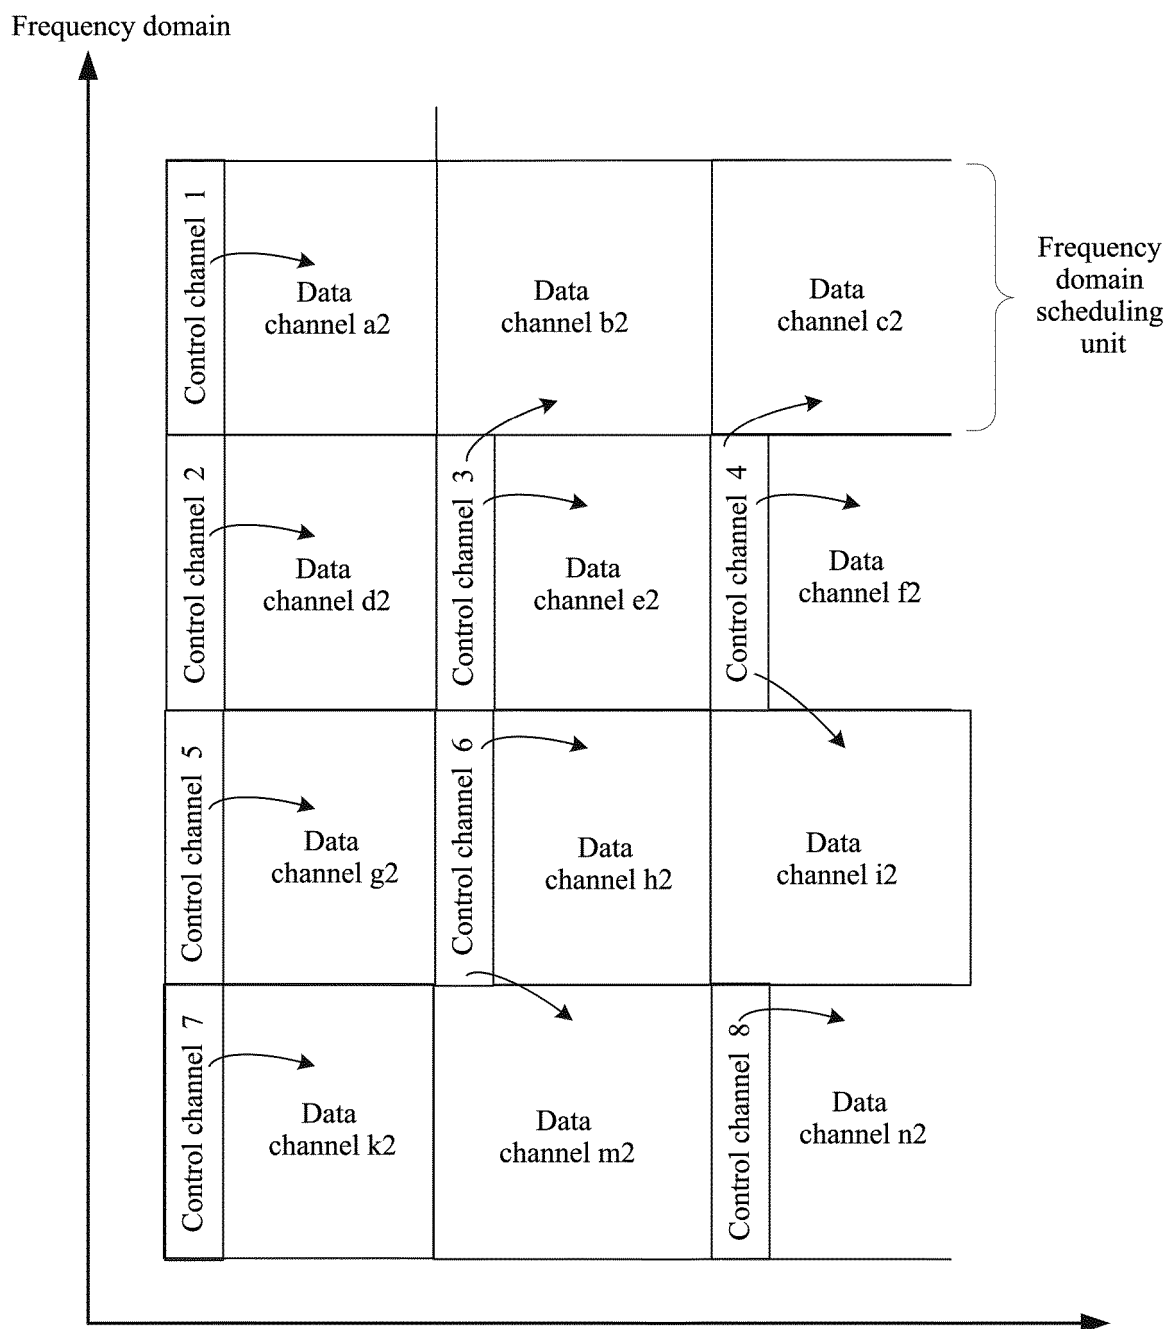 Frequency domain
Control channel 1
Data
channel a2
Data
channel b2
Data
channel c2
Frequency
domain
scheduling
unit
Control channel 2
Data
channel d2
Control channel 3
Data
channel e2
Control channel 4
Data
channel f2
Control channel 5
Data
channel g2
Control channel 6
Data
channel h2
Data
channel i2
Control channel 7
Data
channel k2
Data
channel m2
Control channel 8
Data
channel n2